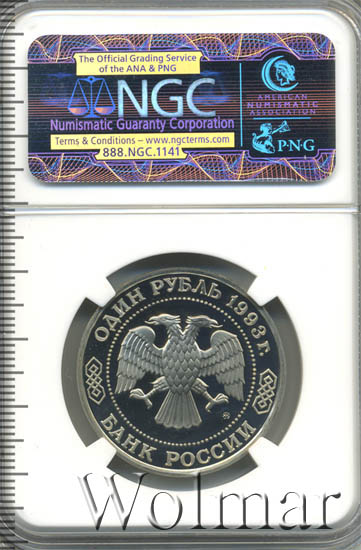 The Official Grading Service
of the ANA & PNG
NGC
Numismatic Guaranty Corporation
Terms & Conditions – www.ngcterms.com
888.NGC.1141
AMERICAN
NUMISMATIC
ASSOCIATION
PNG
ОДИН РУБЛЬ 1993 г.
БАНК РОССИИ
Wolmar